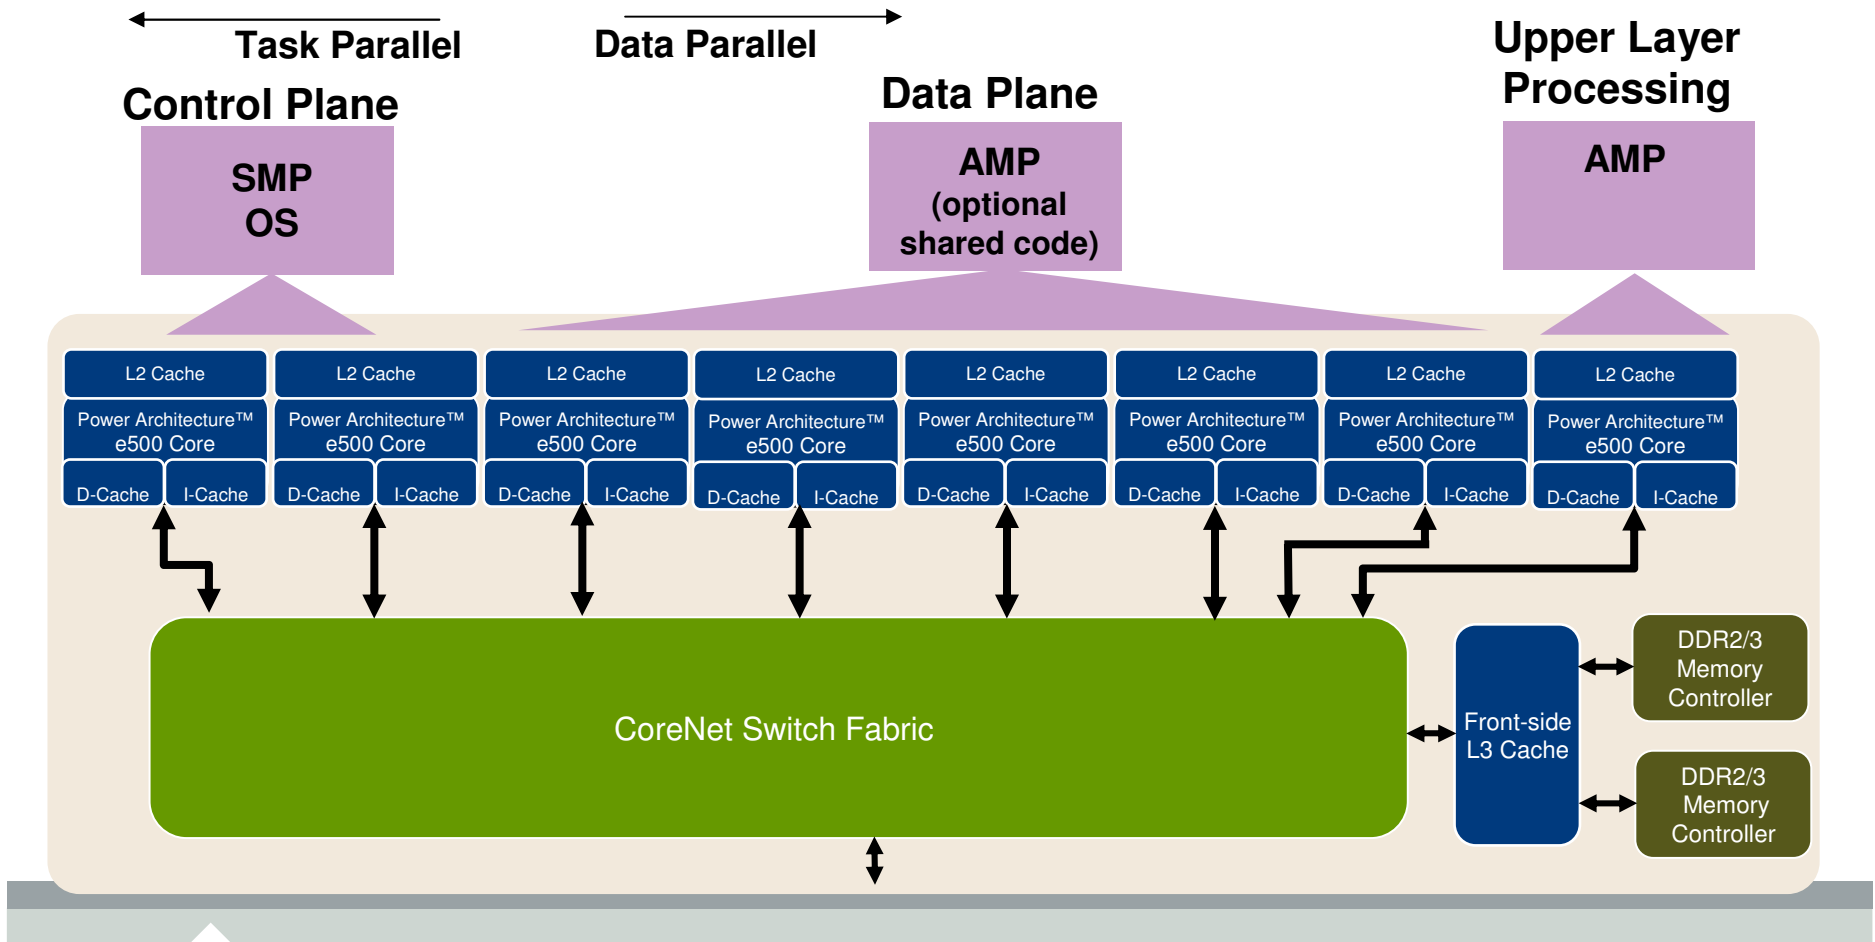 Task Parallel
Data Parallel
Upper Layer
Processing
Control Plane
Data Plane
SMP
OS
AMP
(optional
shared code)
AMP
L2 Cache
Power Architecture™
e500 Core
D-Cache
I-Cache
L2 Cache
Power Architecture™
e500 Core
D-Cache
I-Cache
L2 Cache
Power Architecture™
e500 Core
D-Cache
I-Cache
L2 Cache
Power Architecture™
e500 Core
D-Cache
I-Cache
L2 Cache
Power Architecture™
e500 Core
D-Cache
I-Cache
L2 Cache
Power Architecture™
e500 Core
D-Cache
I-Cache
L2 Cache
Power Architecture™
e500 Core
D-Cache
I-Cache
L2 Cache
Power Architecture™
e500 Core
D-Cache
I-Cache
CoreNet Switch Fabric
Front-side
L3 Cache
DDR2/3
Memory
Controller
DDR2/3
Memory
Controller